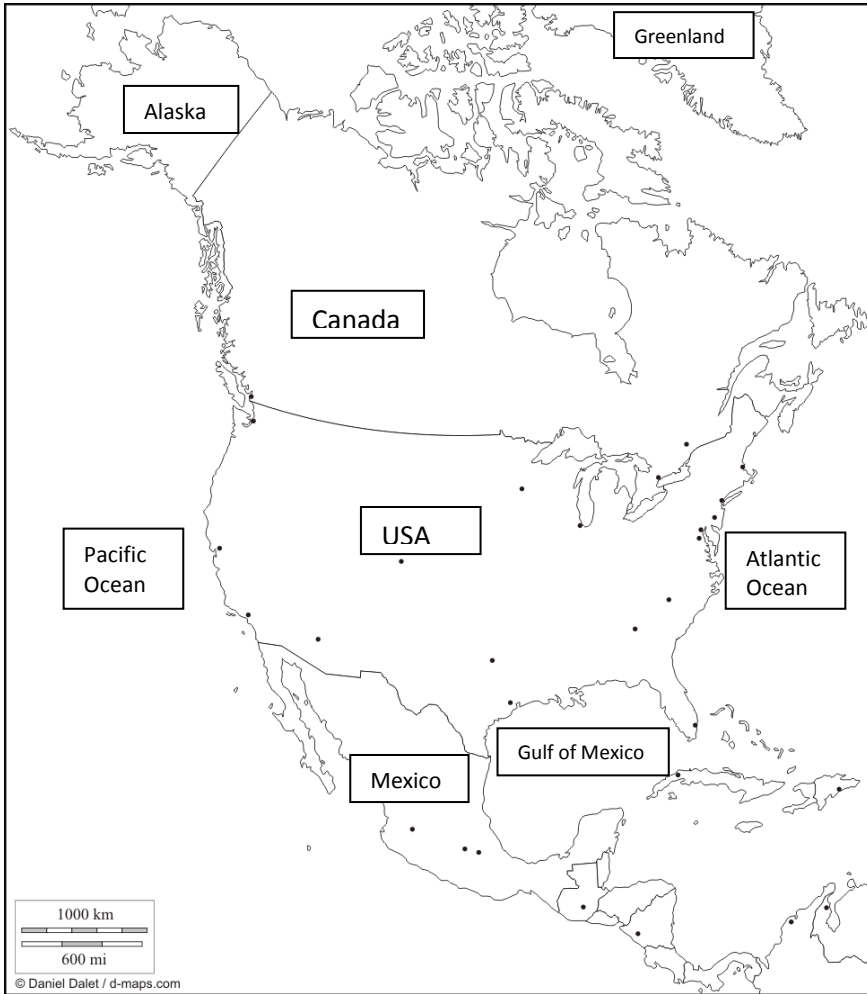 Greenland
Alaska
Canada
USA
Pacific
Ocean
Atlantic
Ocean
Gulf of Mexico
Mexico
1000 km
600 mi
© Daniel Dalet / d-maps.com